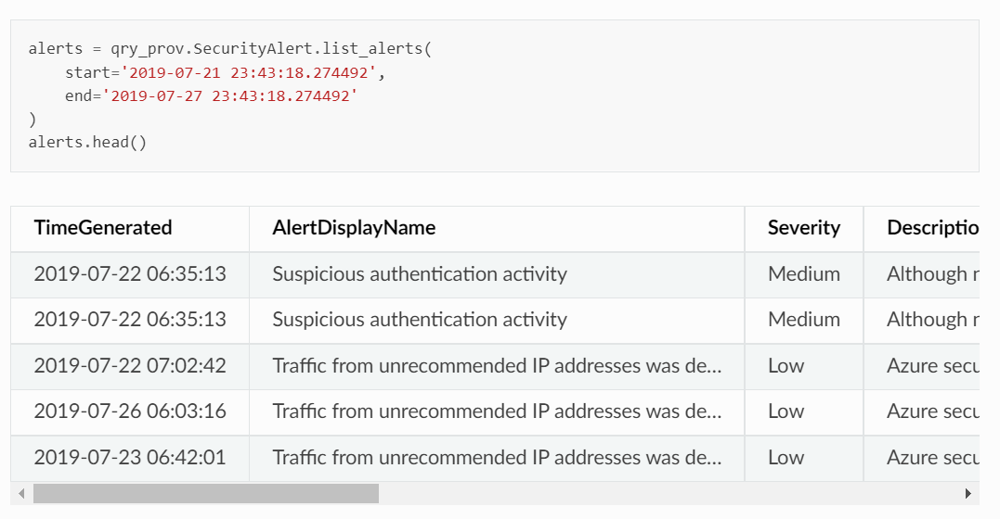 alerts = qry_prov.SecurityAlert.list_alerts(
    start='2019-07-21 23:43:18.274492',
    end='2019-07-27 23:43:18.274492'
)
alerts.head()
TimeGenerated AlertDisplayName Severity Descriptio
2019-07-22 06:35:13 Suspicious authentication activity Medium Although r
2019-07-22 06:35:13 Suspicious authentication activity Medium Although r
2019-07-22 07:02:42 Traffic from unrecommended IP addresses was de... Low Azure secu
2019-07-26 06:03:16 Traffic from unrecommended IP addresses was de... Low Azure secu
2019-07-23 06:42:01 Traffic from unrecommended IP addresses was de... Low Azure secu